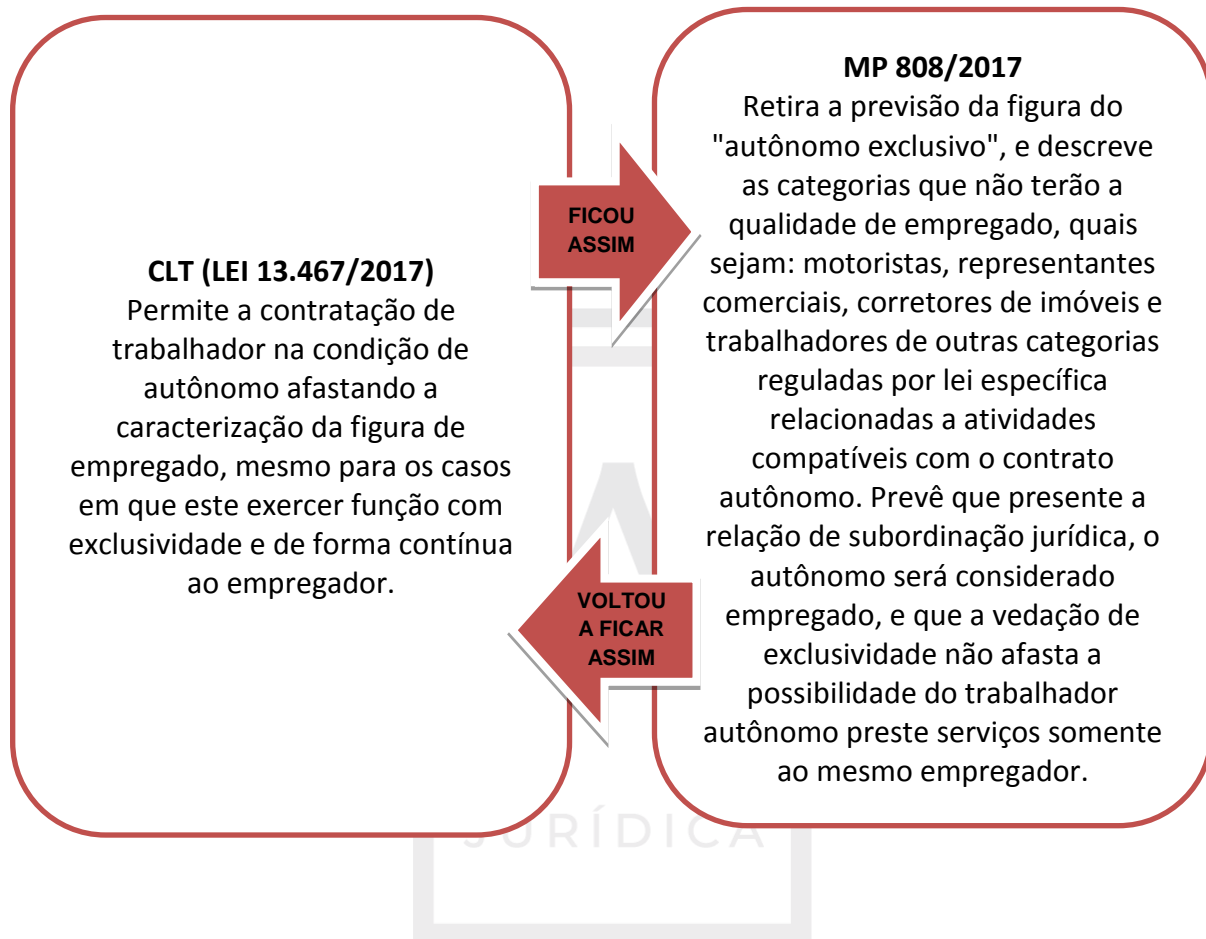 CLT (LEI 13.467/2017)
Permite a contratação de
trabalhador na condição de
autônomo afastando a
caracterização da figura de
empregado, mesmo para os casos
em que este exercer função com
exclusividade e de forma contínua
ao empregador.
FICOU
ASSIM
VOLTOU
A FICAR
ASSIM
MP 808/2017
Retira a previsão da figura do
"autônomo exclusivo", e descreve
as categorias que não terão a
qualidade de empregado, quais
sejam: motoristas, representantes
comerciais, corretores de imóveis e
trabalhadores de outras categorias
reguladas por lei específica
relacionadas a atividades
compatíveis com o contrato
autônomo. Prevê que presente a
relação de subordinação jurídica, o
autônomo será considerado
empregado, e que a vedação de
exclusividade não afasta a
possibilidade do trabalhador
autônomo preste serviços somente
ao mesmo empregador.
JURÍDICA